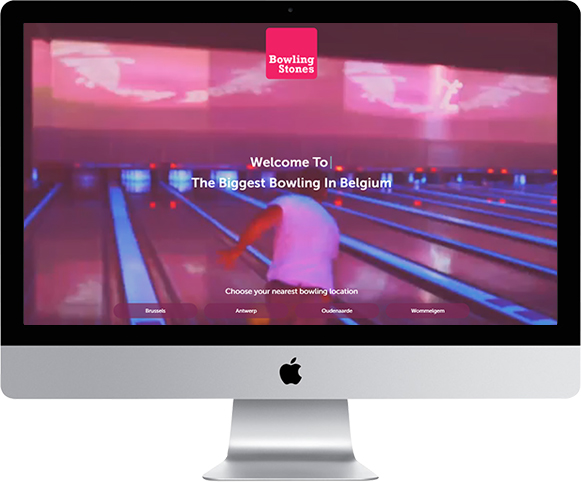 Bowling
Stones
Welcome To
The Biggest Bowling In Belgium
Choose your nearest bowling location
Brussels Antwerp Oudenaarde Wommelgem